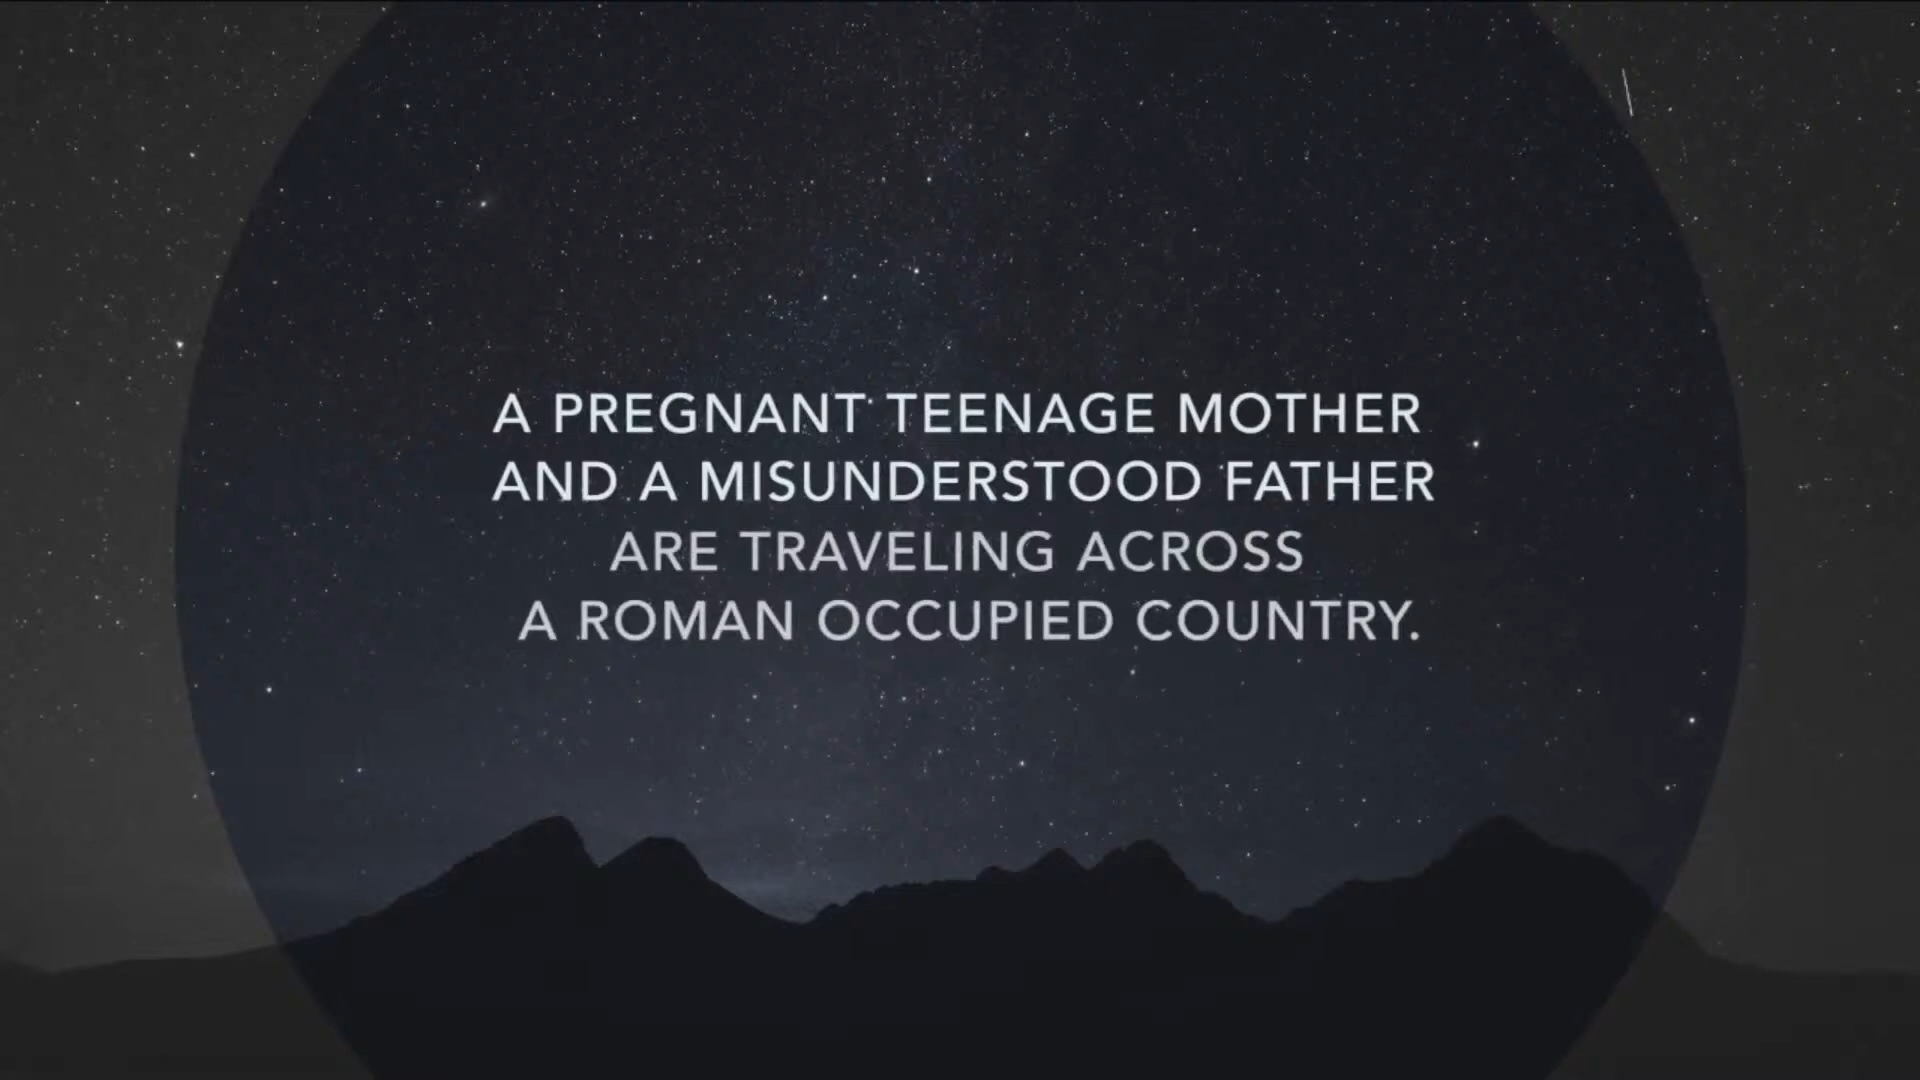 A PREGNANT TEENAGE MOTHER
AND A MISUNDERSTOOD FATHER
ARE TRAVELING ACROSS
A ROMAN OCCUPIED COUNTRY.